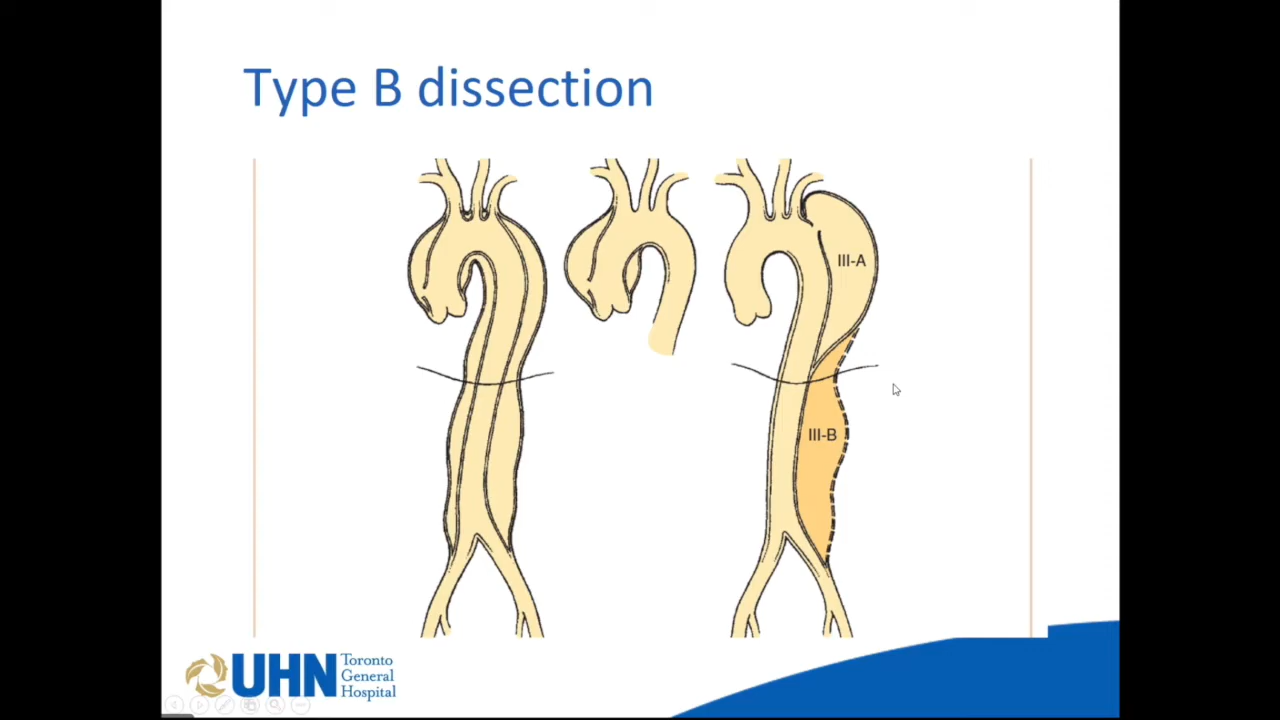 Type B dissection
III-A
III-B
UHN Toronto
General
Hospital